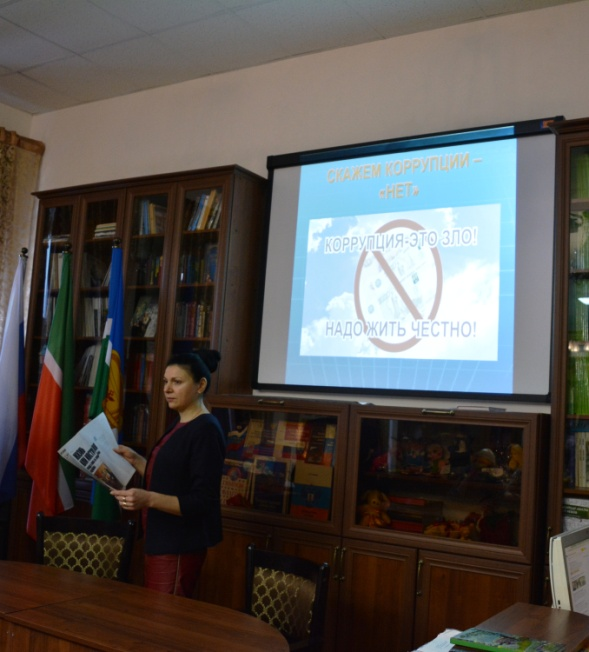 СКАЖЕМ КОРРУПЦИИ –
«НЕТ»
КОРРУПЦИЯ-ЭТО ЗЛО!
НАДО ЖИТЬ ЧЕСТНО!